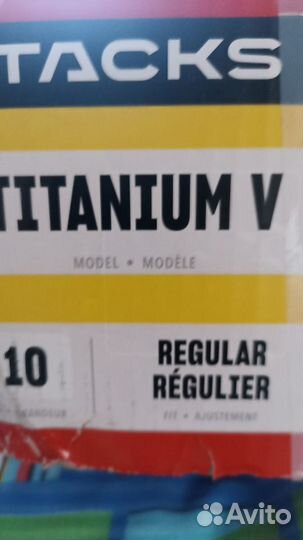 TACKS
TITANIUM V
MODEL • MODÈLE
10
REGULAR
RÉGULIER
FIT • AJUSTEMENT
Avito